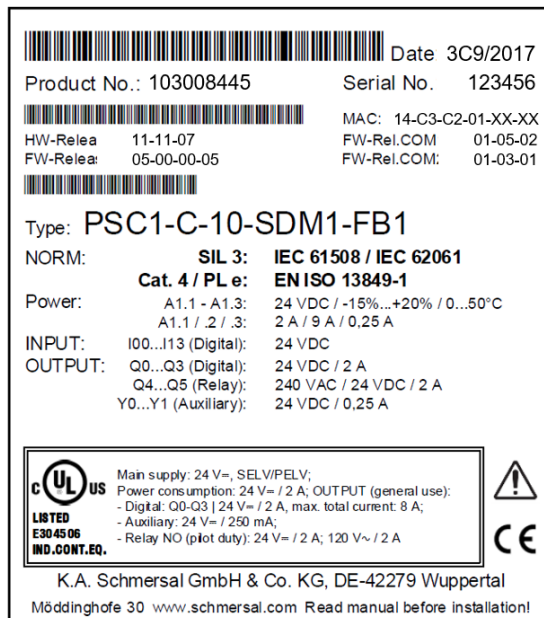 Date 3C9/2017
Product No.: 103008445 Serial No. 123456
MAC: 14-C3-C2-01-XX-XX
HW-Relea 11-11-07 FW-Rel.COM 01-05-02
FW-Relea: 05-00-00-05 FW-Rel.COM: 01-03-01
Type: PSC1-C-10-SDM1-FB1
NORM: SIL 3: IEC 61508 / IEC 62061
Cat. 4 / PL e: EN ISO 13849-1
Power: A1.1 - A1.3: 24 VDC / -15%...+20% / 0...50°C
A1.1 / .2 / .3: 2 A / 9 A / 0,25 A
INPUT: I00...I13 (Digital): 24 VDC
OUTPUT: Q0...Q3 (Digital): 24 VDC / 2 A
Q4...Q5 (Relay): 240 VAC / 24 VDC / 2 A
Y0...Y1 (Auxiliary): 24 VDC / 0,25 A
c UL US
LISTED
E304506
IND.CONT.EQ.
Main supply: 24 V=, SELV/PELV;
Power consumption: 24 V= / 2 A; OUTPUT (general use):
- Digital: Q0-Q3 | 24 V= / 2 A, max. total current: 8 A;
- Auxiliary: 24 V= / 250 mA;
- Relay NO (pilot duty): 24 V= / 2 A; 120 V~ / 2 A
CE
K.A. Schmersal GmbH & Co. KG, DE-42279 Wuppertal
Möddinghofe 30 www.schmersal.com Read manual before installation!